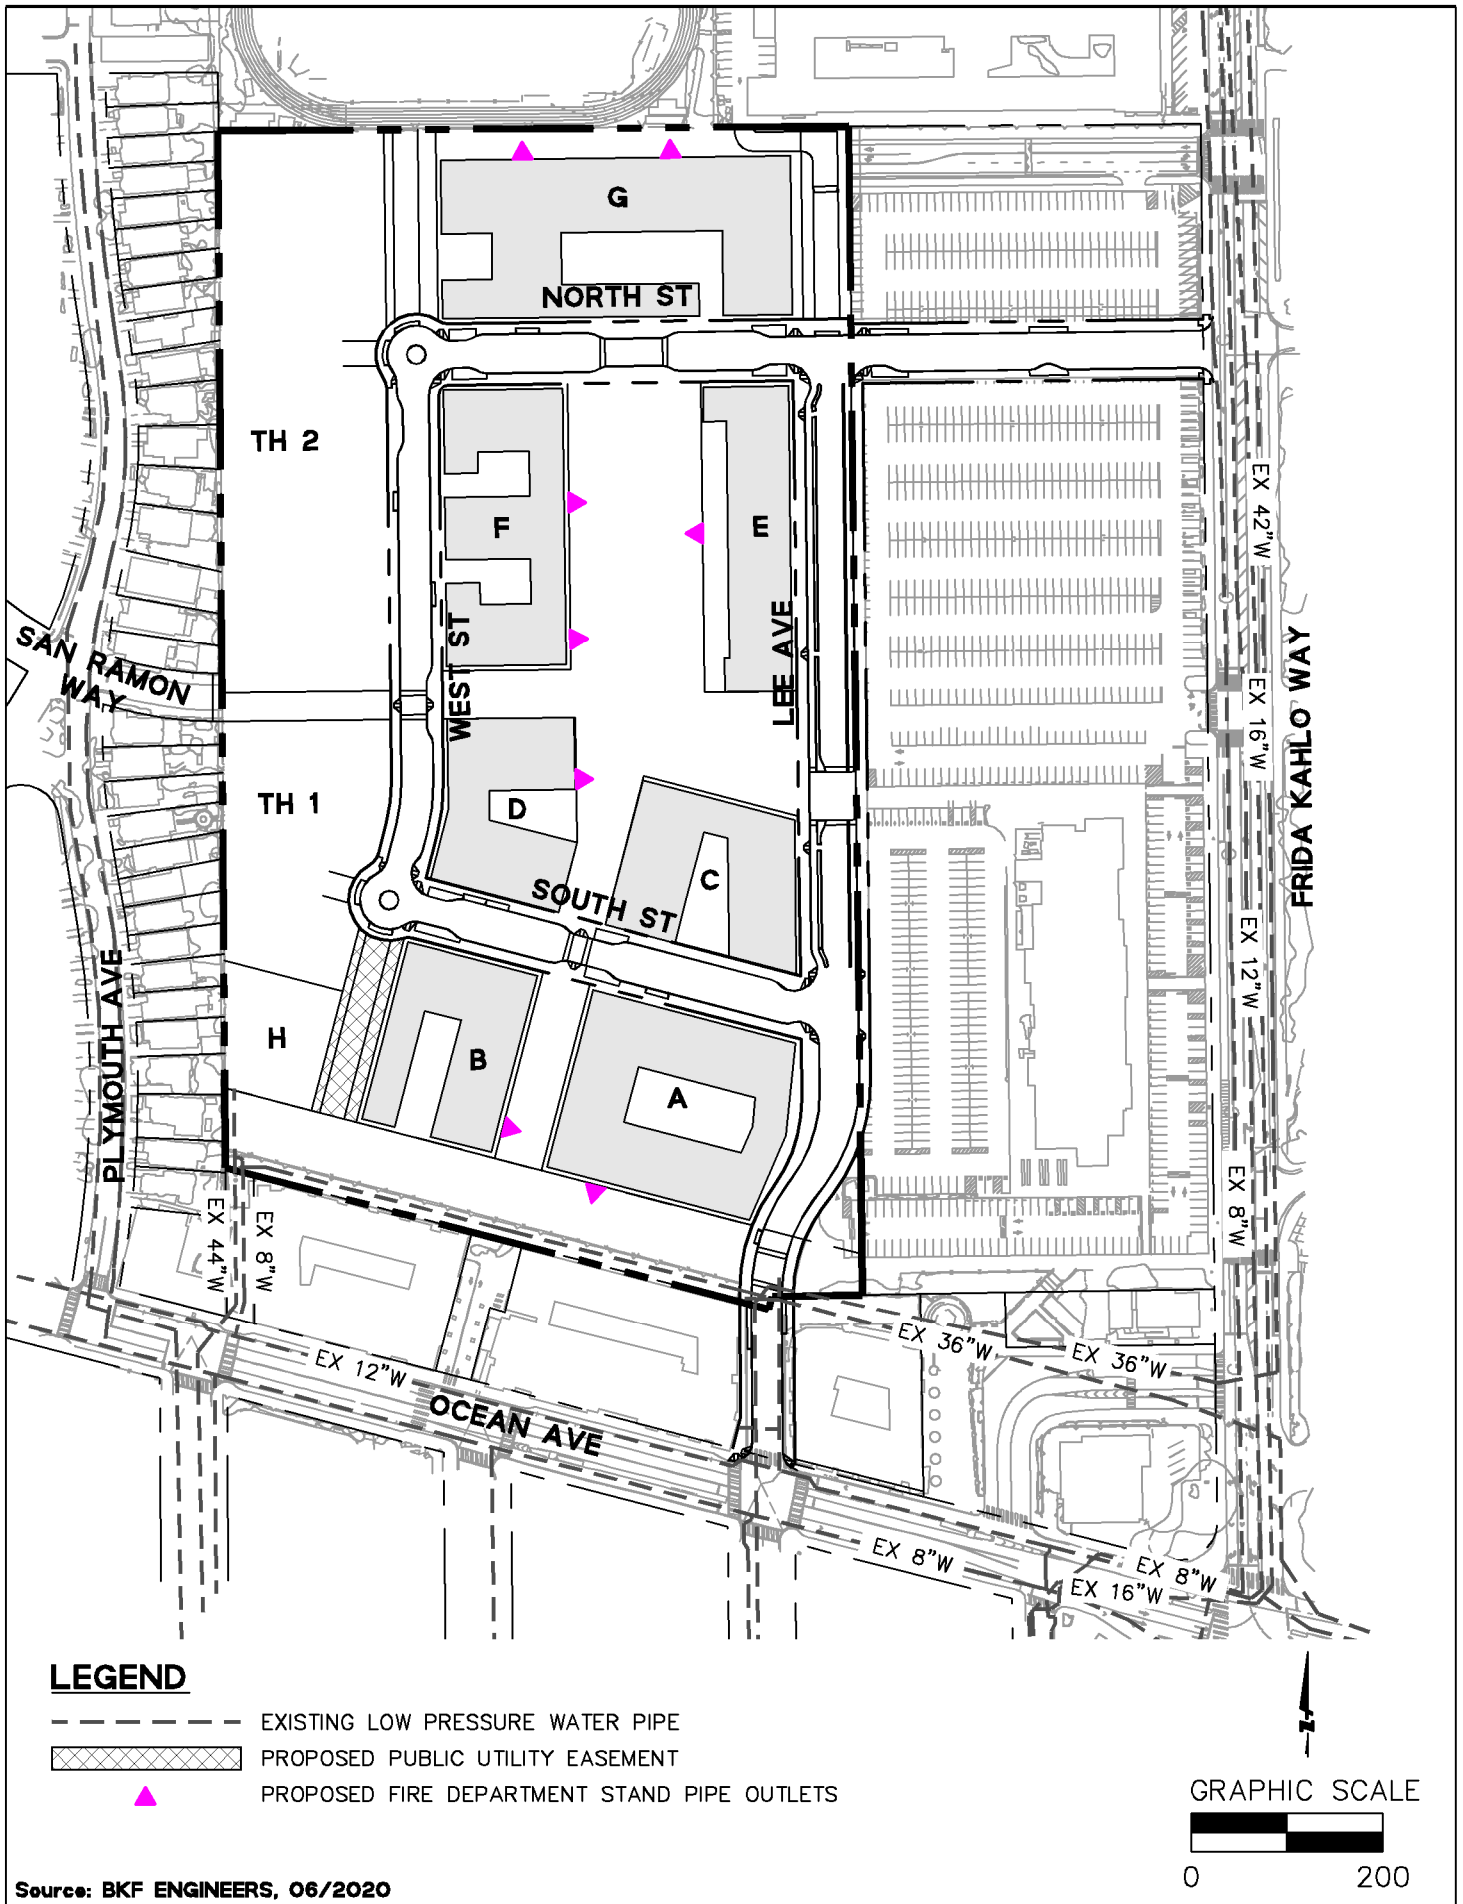 G
NORTH ST
TH 2
EX 42"W
F
E
SAN RAMON
WAY
WEST ST
LEE AVE
FRIDA KAHLO WAY
EX 16"W
TH 1
D
C
SOUTH ST
EX 12"W
PLYMOUTH AVE
H
B
A
EX 8"W
EX 44"W
EX 8"W
EX 36"W
EX 36"W
EX 12"W
OCEAN AVE
EX 8"W
EX 8"W
EX 16"W
LEGEND
EXISTING LOW PRESSURE WATER PIPE
PROPOSED PUBLIC UTILITY EASEMENT
PROPOSED FIRE DEPARTMENT STAND PIPE OUTLETS
GRAPHIC SCALE
0 200
Source: BKF ENGINEERS, 06/2020